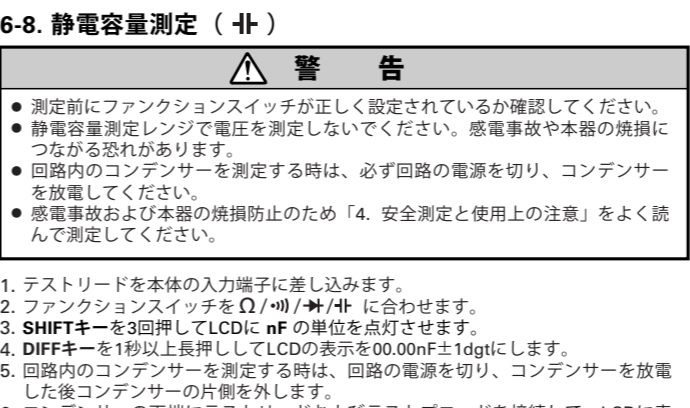 6-8. 静電容量測定（ ⊣⊢ ）
⚠ 警 告
● 測定前にファンクションスイッチが正しく設定されているか確認してください。
● 静電容量測定レンジで電圧を測定しないでください。感電事故や本器の焼損に
つながる恐れがあります。
● 回路内のコンデンサーを測定する時は、必ず回路の電源を切り、コンデンサー
を放電してください。
● 感電事故および本器の焼損防止のため「4. 安全測定と使用上の注意」をよく読
んで測定してください。
1. テストリードを本体の入力端子に差し込みます。
2. ファンクションスイッチをΩ/•)))/➔⊢/⊣⊢ に合わせます。
3. SHIFTキーを3回押してLCDに nF の単位を点灯させます。
4. DIFFキーを1秒以上長押ししてLCDの表示を00.00nF±1dgtにします。
5. 回路内のコンデンサーを測定する時は、回路の電源を切り、コンデンサーを放電
した後コンデンサーの片側を外します。